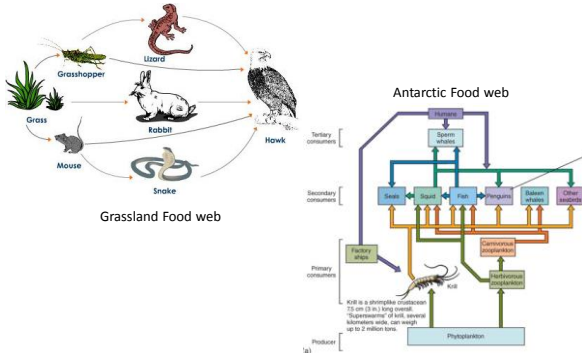 Lizard
Grasshopper
Grass
Rabbit
Hawk
Mouse
Snake
Grassland Food web
Antarctic Food web
Humans
Tertiary
consumers
Sperm
whales
Secondary
consumers
Seals
Squid
Fish
Penguins
Baleen
whales
Other
seabirds
Carnivorous
zooplankton
Factory
ships
Primary
consumers
Herbivorous
zooplankton
Krill
Krill is a shrimplike crustacean
7.5 cm (3 in.) long overall.
"Superswarms" of krill, several
kilometers wide, can weigh
up to 2 million tons.
Producer
Phytoplankton
(a)